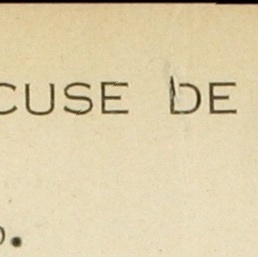 CUSE DE
.